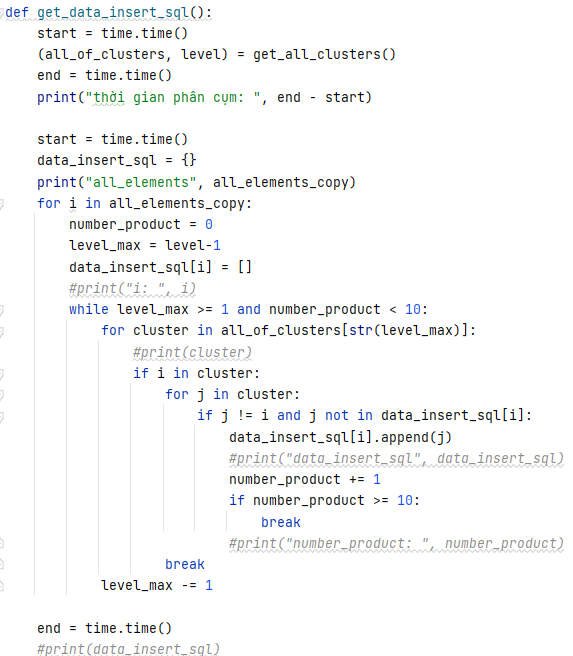 def get_data_insert_sql():
    start = time.time()
    (all_of_clusters, level) = get_all_clusters()
    end = time.time()
    print("thời gian phân cụm: ", end - start)

    start = time.time()
    data_insert_sql = {}
    print("all_elements", all_elements_copy)
    for i in all_elements_copy:
        number_product = 0
        level_max = level-1
        data_insert_sql[i] = []
        #print("i: ", i)
        while level_max >= 1 and number_product < 10:
            for cluster in all_of_clusters[str(level_max)]:
                #print(cluster)
                if i in cluster:
                    for j in cluster:
                        if j != i and j not in data_insert_sql[i]:
                            data_insert_sql[i].append(j)
                            #print("data_insert_sql", data_insert_sql)
                            number_product += 1
                            if number_product >= 10:
                                break
                            #print("number_product: ", number_product)
                    break
            level_max -= 1

    end = time.time()
    #print(data_insert_sql)